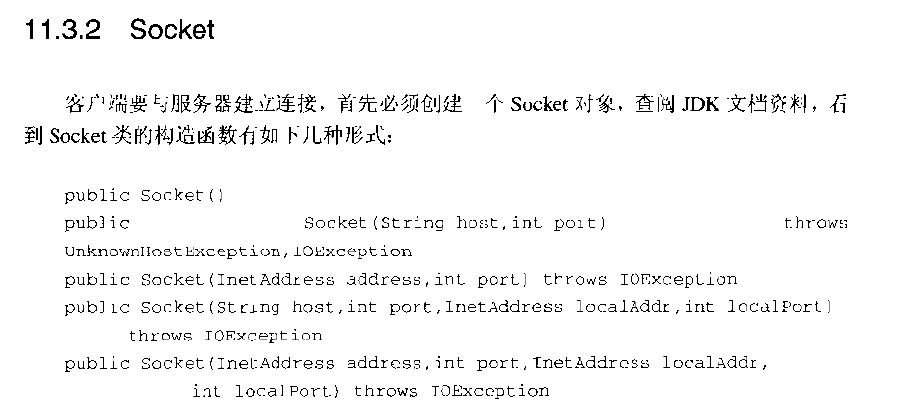 11.3.2 Socket
客户端要与服务器建立连接，首先必须创建 个 Socket 对象，查阅 JDK 文档资料，看
到 Socket 类的构造函数有如下几种形式：
public Socket()
public Socket(String host,int port) throws
UnknownHostException,IOException
public Socket(InetAddress address,int port) throws IOException
public Socket(String host,int port,InetAddress localAddr,int localPort)
throws IOException
public Socket(InetAddress address,int port,InetAddress localAddr,
int localPort) throws IOException